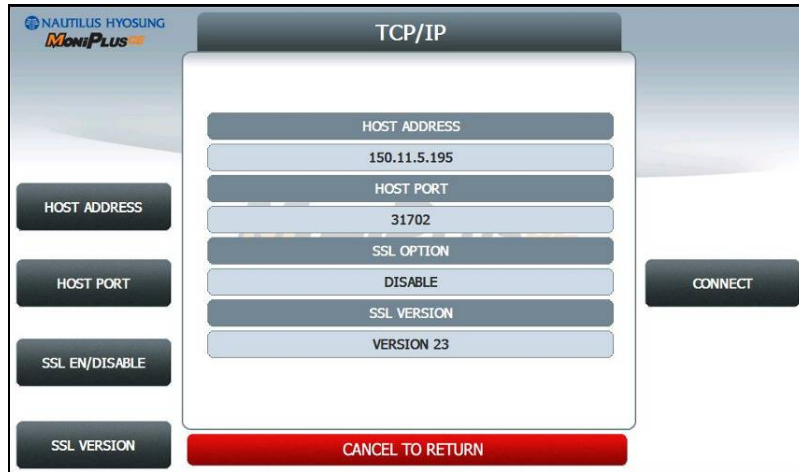 NAUTILUS HYOSUNG
MoniPlusCE
TCP/IP
HOST ADDRESS
150.11.5.195
HOST PORT
31702
SSL OPTION
DISABLE
SSL VERSION
VERSION 23
HOST ADDRESS
HOST PORT
SSL EN/DISABLE
SSL VERSION
CONNECT
CANCEL TO RETURN